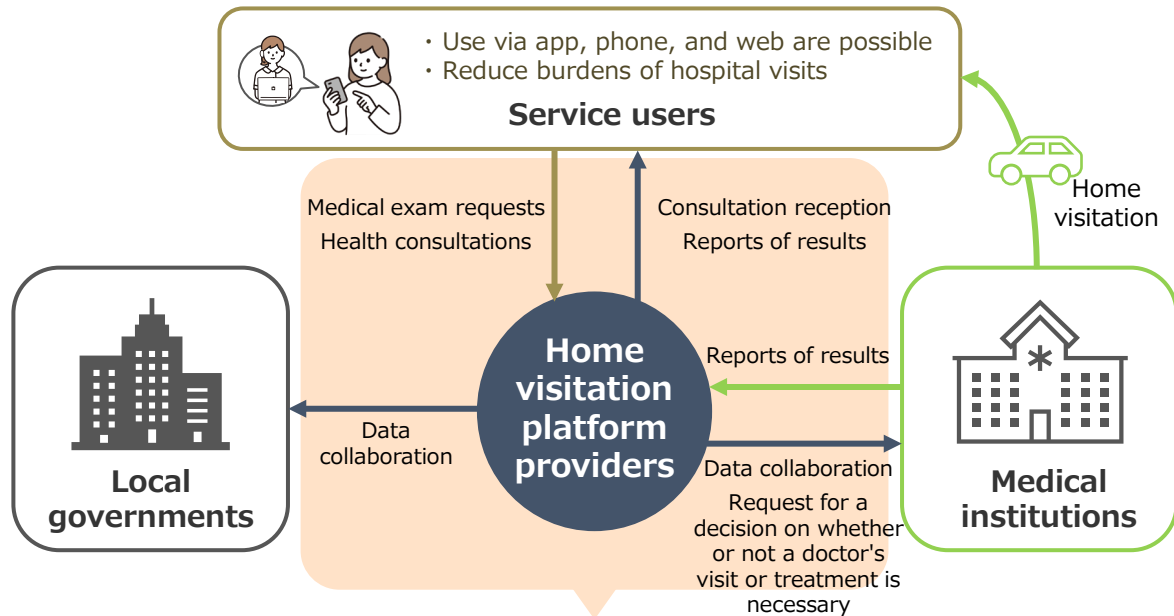 ・Use via app, phone, and web are possible
・Reduce burdens of hospital visits
Service users
Medical exam requests
Health consultations
Consultation reception
Reports of results
Home
visitation
Local
governments
Data
collaboration
Home
visitation
platform
providers
Reports of results
Data collaboration
Request for a
decision on whether
or not a doctor's
visit or treatment is
necessary
Medical
institutions